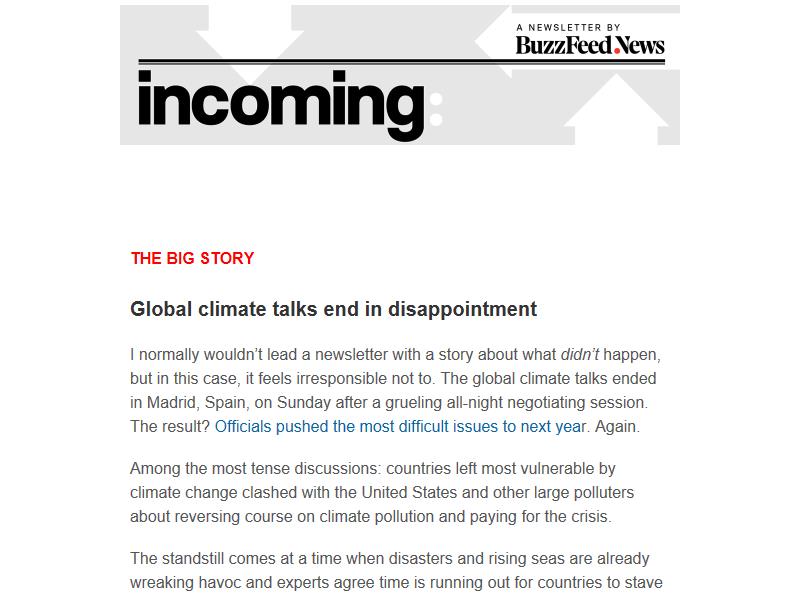 A NEWSLETTER BY
BuzzFeed.News
incoming:
THE BIG STORY
Global climate talks end in disappointment
I normally wouldn’t lead a newsletter with a story about what didn’t happen,
but in this case, it feels irresponsible not to. The global climate talks ended
in Madrid, Spain, on Sunday after a grueling all-night negotiating session.
The result? Officials pushed the most difficult issues to next year. Again.
Among the most tense discussions: countries left most vulnerable by
climate change clashed with the United States and other large polluters
about reversing course on climate pollution and paying for the crisis.
The standstill comes at a time when disasters and rising seas are already
wreaking havoc and experts agree time is running out for countries to stave